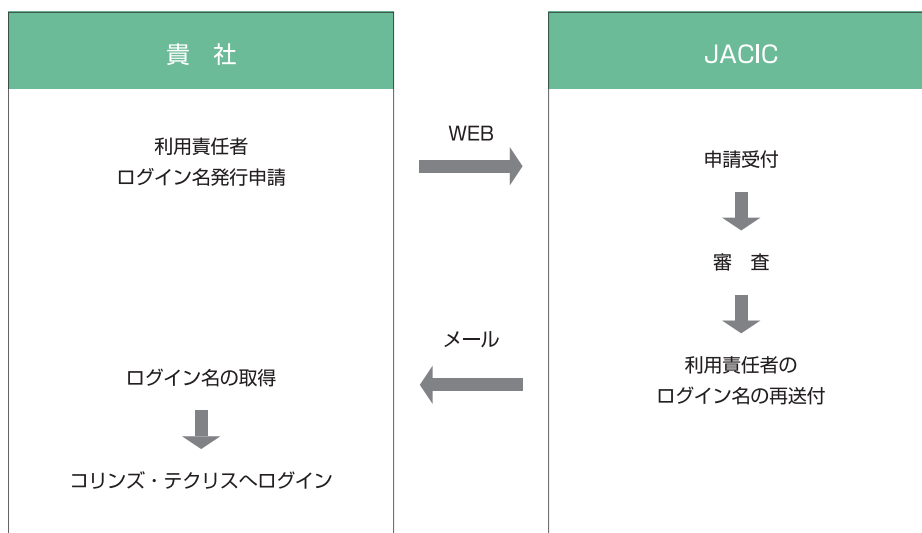 貴　社
JACIC
利用責任者
ログイン名発行申請
WEB
申請受付
審　査
メール
利用責任者の
ログイン名の再送付
ログイン名の取得
コリンズ・テクリスへログイン